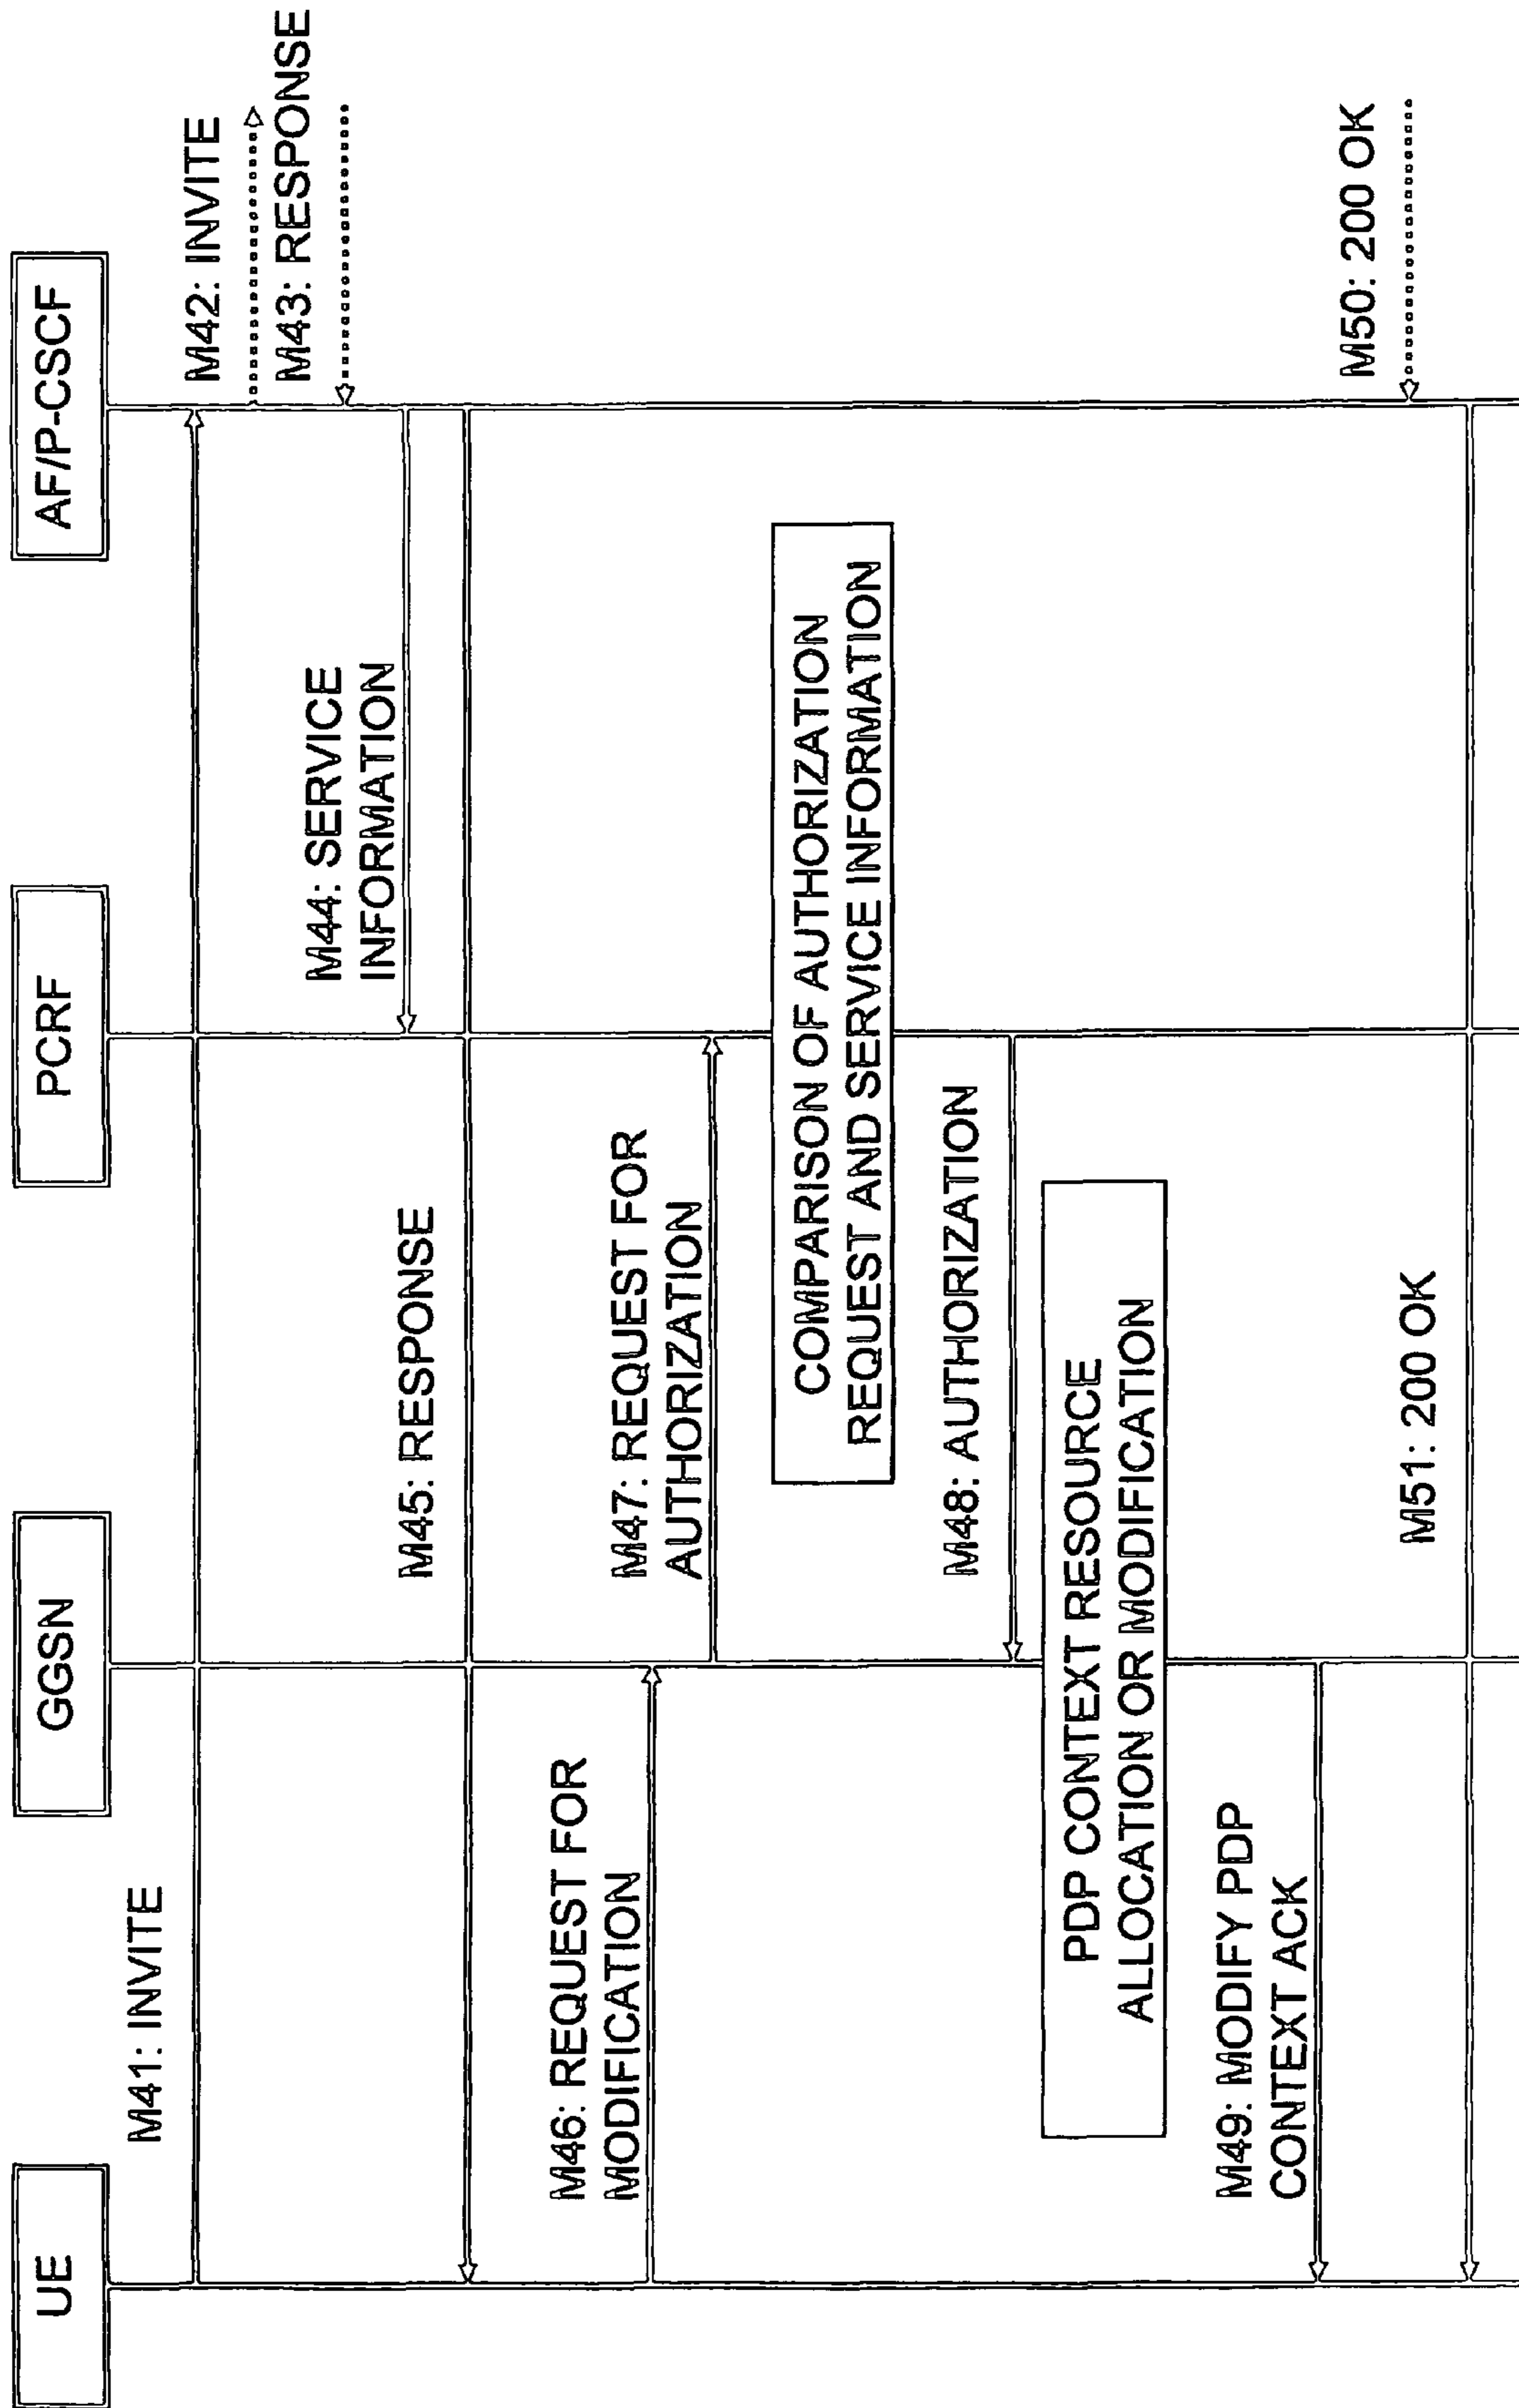 UE
GGSN
PCRF
AF/P-CSCF
M41: INVITE
M42: INVITE
M43: RESPONSE
M44: SERVICE
INFORMATION
M45: RESPONSE
M46: REQUEST FOR
MODIFICATION
M47: REQUEST FOR
AUTHORIZATION
COMPARISON OF AUTHORIZATION
REQUEST AND SERVICE INFORMATION
M48: AUTHORIZATION
PDP CONTEXT RESOURCE
ALLOCATION OR MODIFICATION
M49: MODIFY PDP
CONTEXT ACK
M50: 200 OK
M51: 200 OK